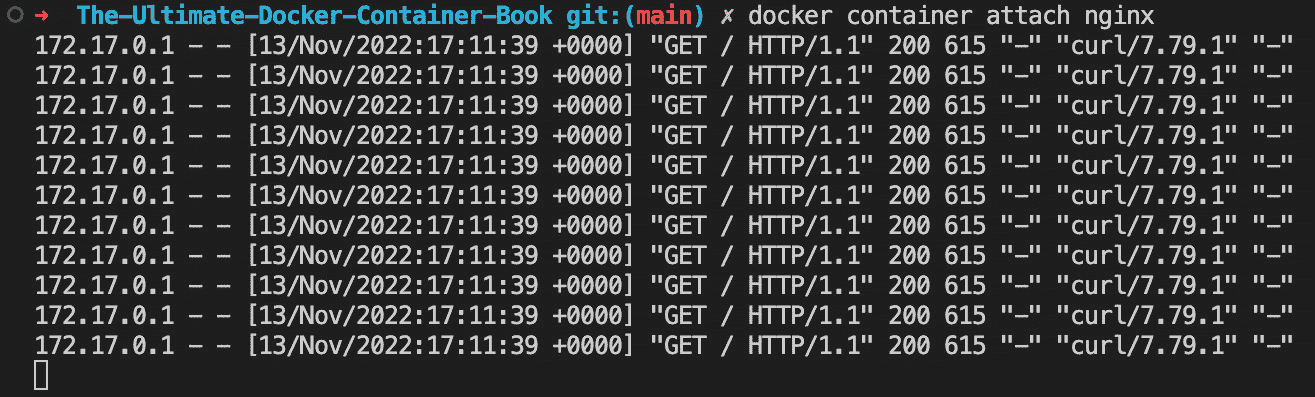 ➜ The-Ultimate-Docker-Container-Book git:(main) ✗ docker container attach nginx
172.17.0.1 - - [13/Nov/2022:17:11:39 +0000] "GET / HTTP/1.1" 200 615 "-" "curl/7.79.1" "-"
172.17.0.1 - - [13/Nov/2022:17:11:39 +0000] "GET / HTTP/1.1" 200 615 "-" "curl/7.79.1" "-"
172.17.0.1 - - [13/Nov/2022:17:11:39 +0000] "GET / HTTP/1.1" 200 615 "-" "curl/7.79.1" "-"
172.17.0.1 - - [13/Nov/2022:17:11:39 +0000] "GET / HTTP/1.1" 200 615 "-" "curl/7.79.1" "-"
172.17.0.1 - - [13/Nov/2022:17:11:39 +0000] "GET / HTTP/1.1" 200 615 "-" "curl/7.79.1" "-"
172.17.0.1 - - [13/Nov/2022:17:11:39 +0000] "GET / HTTP/1.1" 200 615 "-" "curl/7.79.1" "-"
172.17.0.1 - - [13/Nov/2022:17:11:39 +0000] "GET / HTTP/1.1" 200 615 "-" "curl/7.79.1" "-"
172.17.0.1 - - [13/Nov/2022:17:11:39 +0000] "GET / HTTP/1.1" 200 615 "-" "curl/7.79.1" "-"
172.17.0.1 - - [13/Nov/2022:17:11:39 +0000] "GET / HTTP/1.1" 200 615 "-" "curl/7.79.1" "-"
172.17.0.1 - - [13/Nov/2022:17:11:39 +0000] "GET / HTTP/1.1" 200 615 "-" "curl/7.79.1" "-"
172.17.0.1 - - [13/Nov/2022:17:11:39 +0000] "GET / HTTP/1.1" 200 615 "-" "curl/7.79.1" "-"